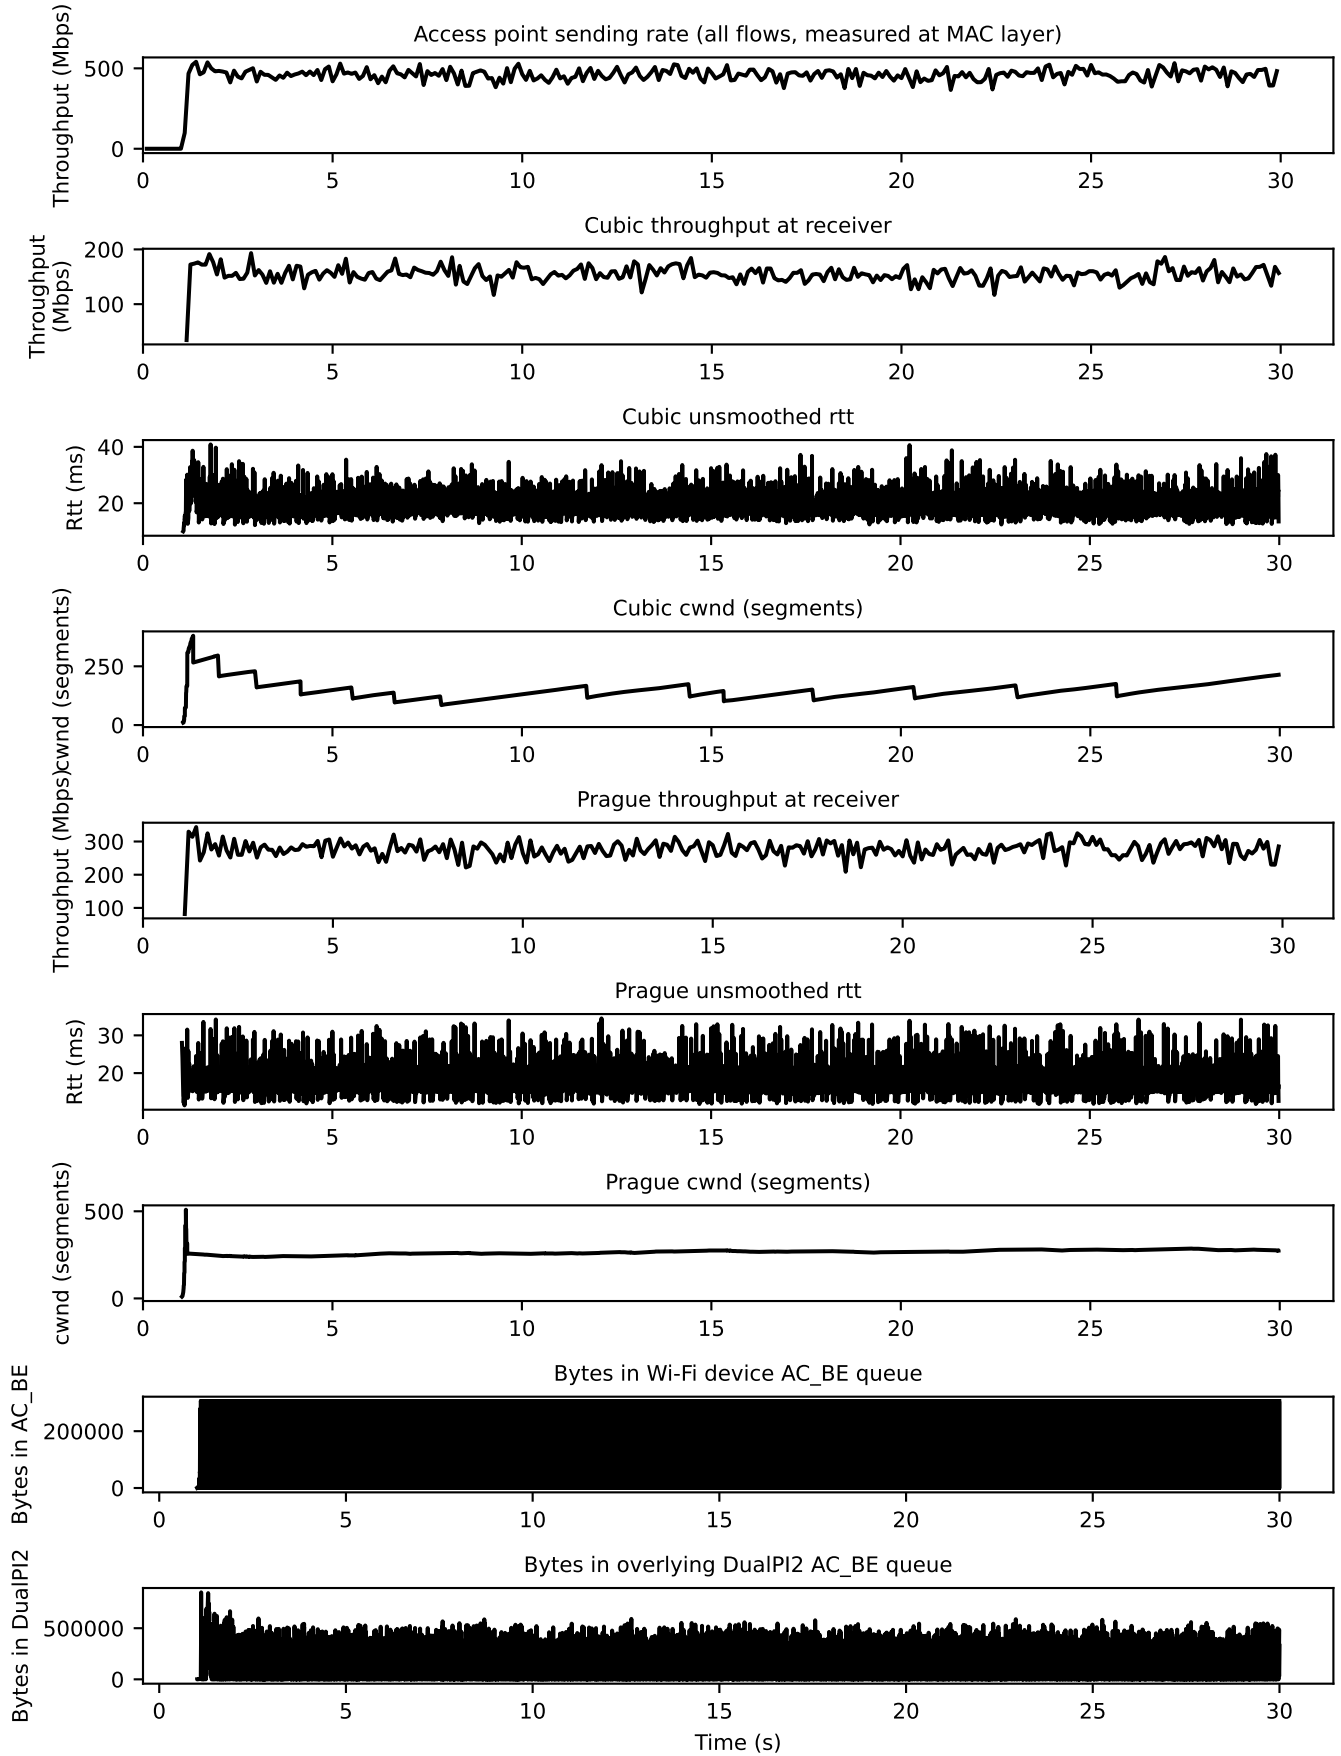 Access point sending rate (all flows, measured at MAC layer)
Throughput (Mbps)
500
0
0 5 10 15 20 25 30
Cubic throughput at receiver
Throughput
(Mbps)
200
100
0 5 10 15 20 25 30
Cubic unsmoothed rtt
Rtt (ms)
40
20
0 5 10 15 20 25 30
Cubic cwnd (segments)
cwnd (segments)
250
0
0 5 10 15 20 25 30
Prague throughput at receiver
Throughput (Mbps)
300
200
100
0 5 10 15 20 25 30
Prague unsmoothed rtt
Rtt (ms)
30
20
0 5 10 15 20 25 30
Prague cwnd (segments)
cwnd (segments)
500
0
0 5 10 15 20 25 30
Bytes in Wi-Fi device AC_BE queue
Bytes in AC_BE
200000
0
0 5 10 15 20 25 30
Bytes in overlying DualPI2 AC_BE queue
Bytes in DualPI2
500000
0
0 5 10 15 20 25 30
Time (s)